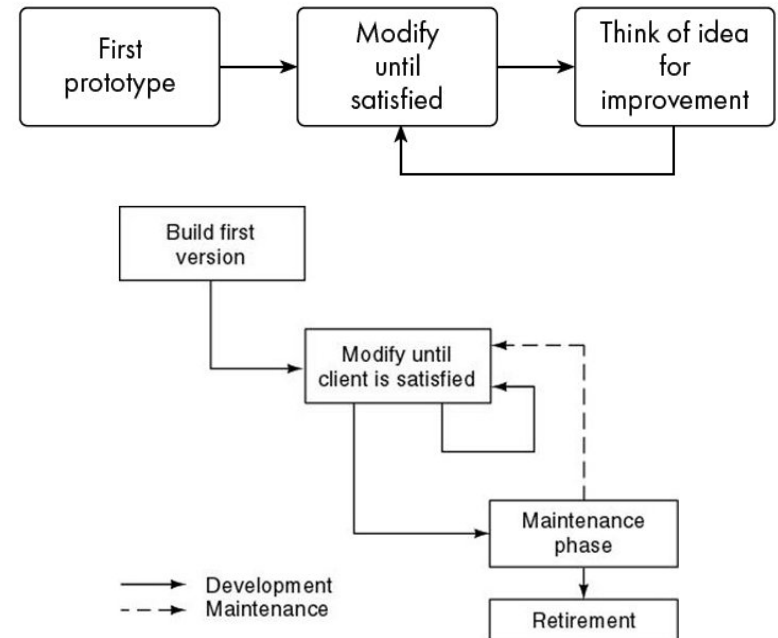 First
prototype
Modify
until
satisfied
Think of idea
for
improvement
Build first
version
Modify until
client is satisfied
Maintenance
phase
Development
Maintenance
Retirement